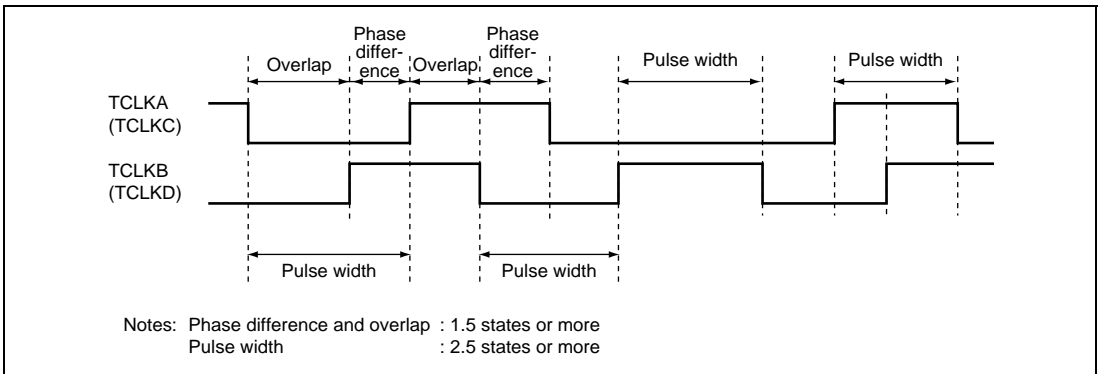 Phase
differ-
ence
Overlap
Overlap
Phase
differ-
ence
Pulse width
Pulse width
TCLKA
(TCLKC)
TCLKB
(TCLKD)
Pulse width
Pulse width
Notes: Phase difference and overlap : 1.5 states or more
Pulse width : 2.5 states or more